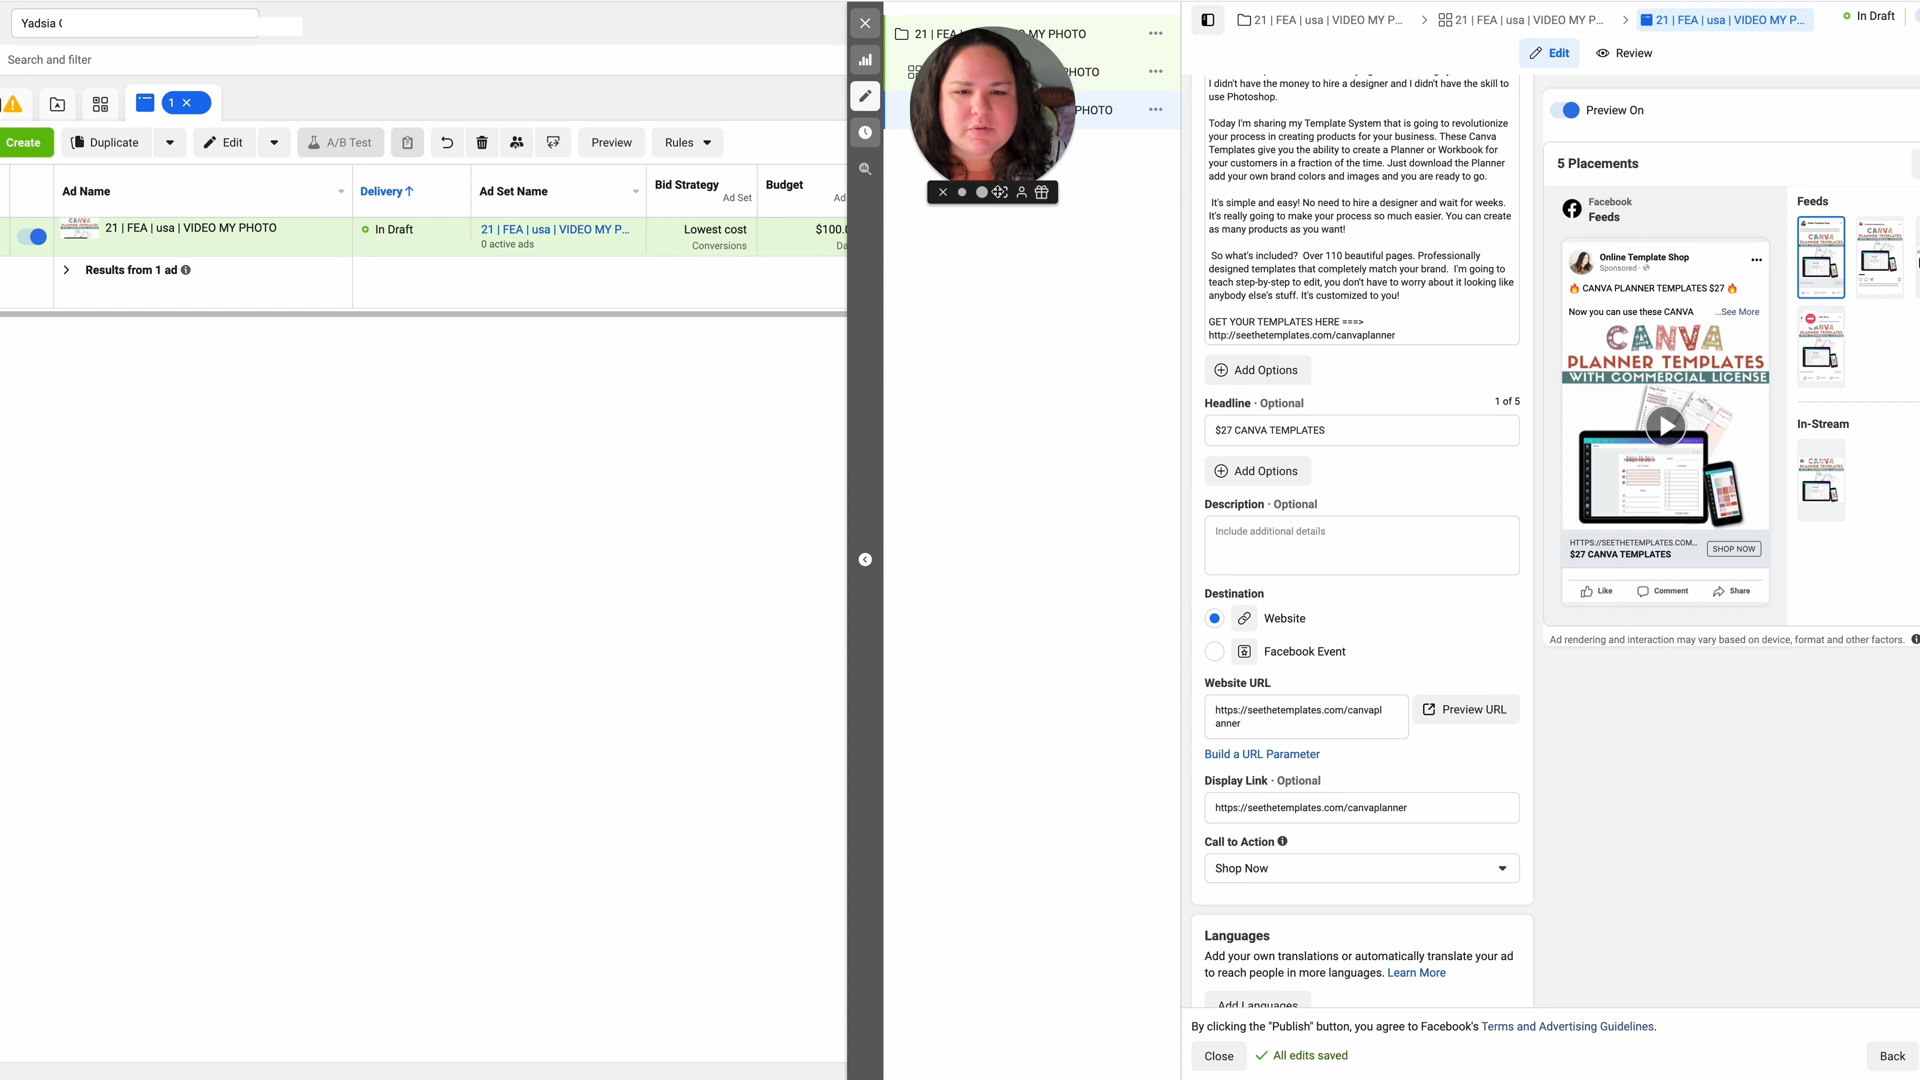 Yadsia
Search and filter
1
Create
Duplicate
Edit
A/B Test
Preview
Rules
Ad Name
Delivery
Ad Set Name
Bid Strategy
Ad Set
Budget
Ad
21 | FEA | usa | VIDEO MY PHOTO
In Draft
21 | FEA | usa | VIDEO MY P...
0 active ads
Lowest cost
Conversions
$100.0
Da
Results from 1 ad
21 | FEA
MY PHOTO
PHOTO
21 | FEA | usa | VIDEO MY P...
21 | FEA | usa | VIDEO MY P...
21 | FEA | usa | VIDEO MY P...
In Draft
Edit
Review
I didn't have the money to hire a designer and I didn't have the skill to
use Photoshop.
Today I'm sharing my Template System that is going to revolutionize
your process in creating products for your business. These Canva
Templates give you the ability to create a Planner or Workbook for
your customers in a fraction of the time. Just download the Planner
add your own brand colors and images and you are ready to go.
It's simple and easy! No need to hire a designer and wait for weeks.
It's really going to make your process so much easier. You can create
as many products as you want!
So what's included? Over 110 beautiful pages. Professionally
designed templates that completely match your brand. I'm going to
teach step-by-step to edit, you don't have to worry about it looking like
anybody else's stuff. It's customized to you!
GET YOUR TEMPLATES HERE ===>
http://seethetemplates.com/canvaplanner
Add Options
Headline · Optional
1 of 5
$27 CANVA TEMPLATES
Add Options
Description · Optional
Include additional details
Destination
Website
Facebook Event
Website URL
https://seethetemplates.com/canvapl
anner
Preview URL
Build a URL Parameter
Display Link · Optional
https://seethetemplates.com/canvaplanner
Call to Action
Shop Now
Languages
Add your own translations or automatically translate your ad
to reach people in more languages. Learn More
Add Languages
By clicking the "Publish" button, you agree to Facebook's Terms and Advertising Guidelines.
Close
All edits saved
Back
Preview On
5 Placements
Facebook
Feeds
Online Template Shop
Sponsored ·
🔥 CANVA PLANNER TEMPLATES $27 🔥
Now you can use these CANVA
...See More
CANVA
PLANNER TEMPLATES
WITH COMMERCIAL LICENSE
HTTPS://SEETHETEMPLATES.COM...
$27 CANVA TEMPLATES
SHOP NOW
Like
Comment
Share
Feeds
In-Stream
Ad rendering and interaction may vary based on device, format and other factors.